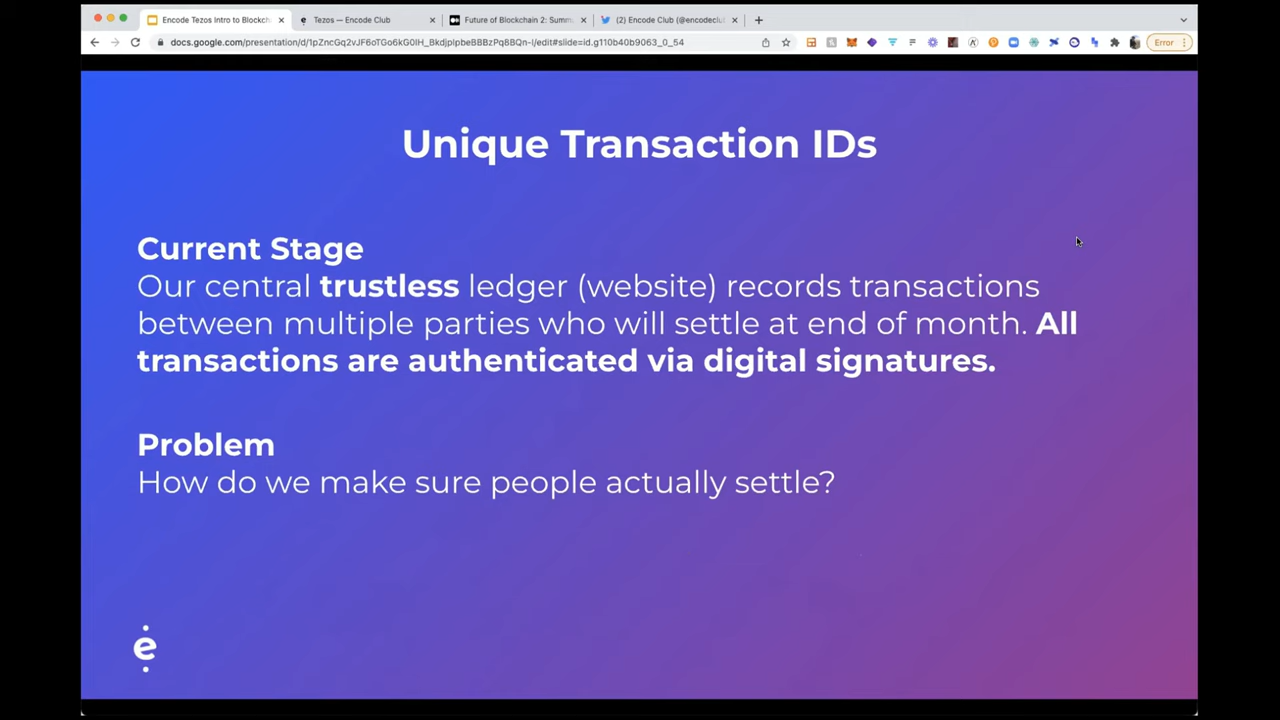 Encode Tezos Intro to Blockch
Tezos — Encode Club
Future of Blockchain 2: Summ
(2) Encode Club (@encodeclu
docs.google.com/presentation/d/1pZncGq2vJF6oTGo6kG0IH_BkdjpIpbeBBBzPq8BQn-I/edit#slide=id.g110b40b9063_0_54
Error
Unique Transaction IDs
Current Stage
Our central trustless ledger (website) records transactions
between multiple parties who will settle at end of month. All
transactions are authenticated via digital signatures.
Problem
How do we make sure people actually settle?
e